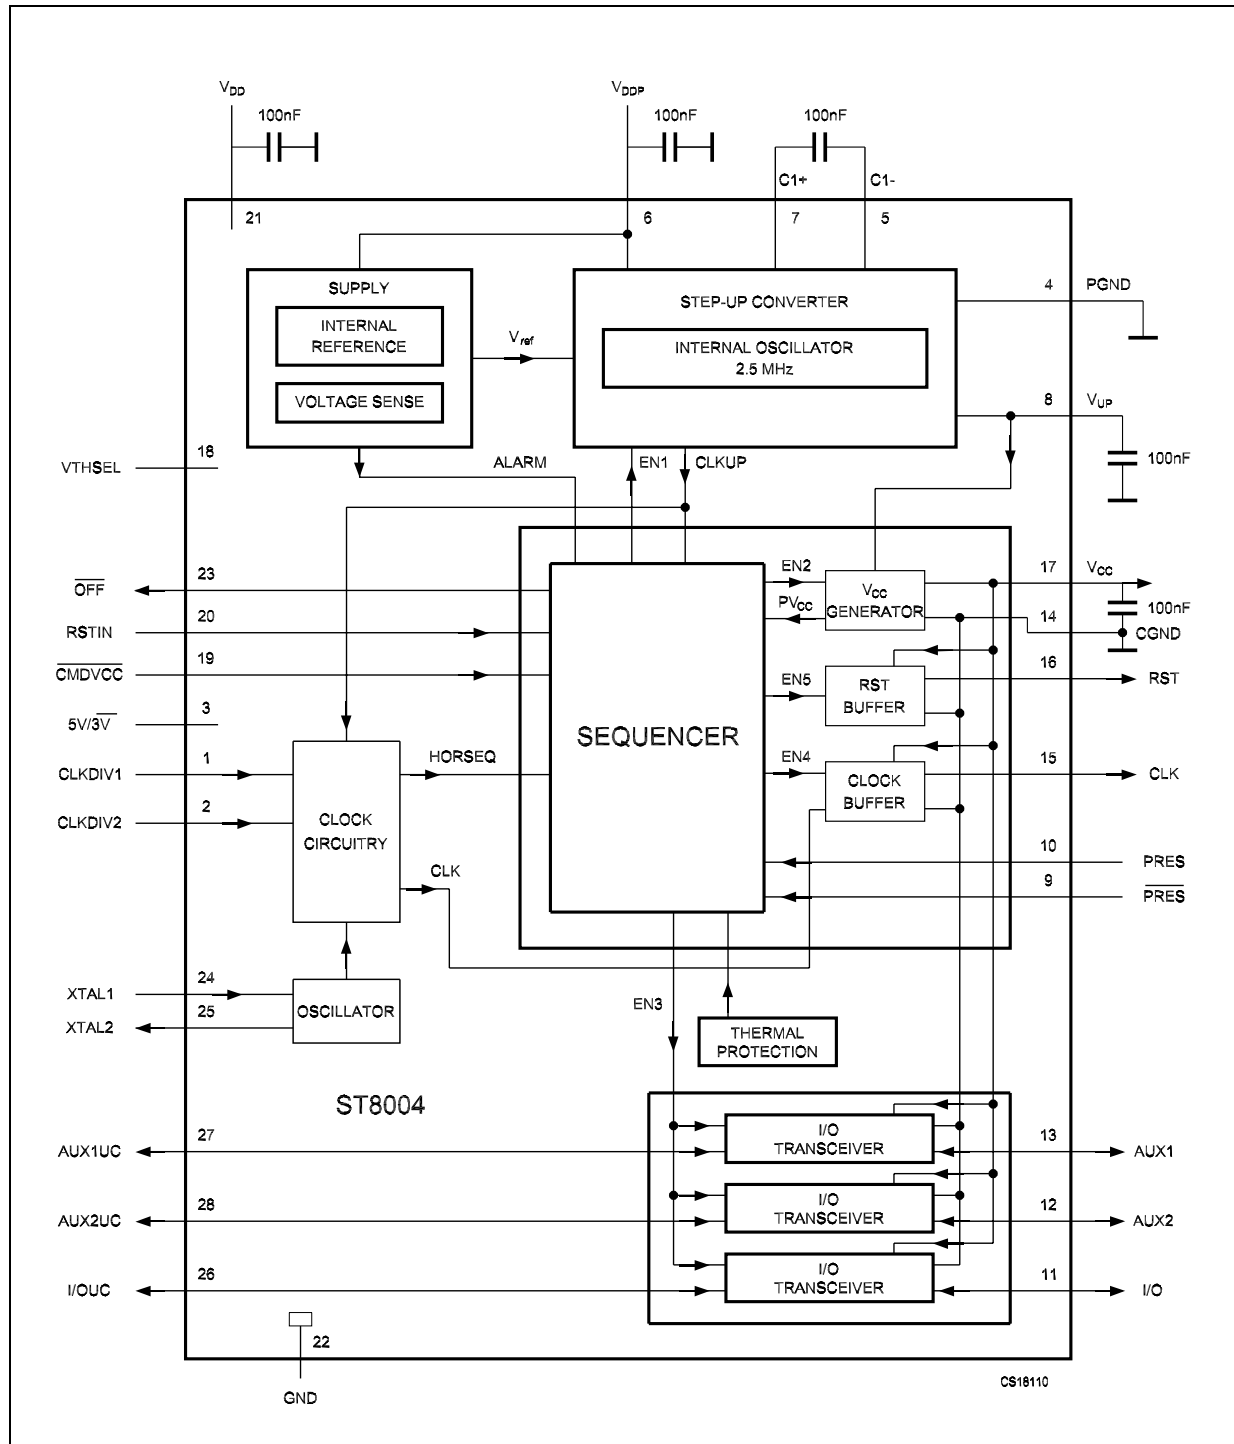 VDD
100nF
VDDP
100nF
100nF
C1+
C1-
21
6
7
5
SUPPLY
INTERNAL
REFERENCE
VOLTAGE SENSE
Vref
STEP-UP CONVERTER
INTERNAL OSCILLATOR
2.5 MHz
4
PGND
8
VUP
100nF
18
VTHSEL
ALARM
EN1
CLKUP
23
OFF
20
RSTIN
19
CMDVCC
3
5V/3V
1
CLKDIV1
2
CLKDIV2
CLOCK
CIRCUITRY
HORSEQ
CLK
SEQUENCER
EN2
PVCC
VCC
GENERATOR
17
VCC
100nF
14
CGND
EN5
RST
BUFFER
16
RST
EN4
CLOCK
BUFFER
15
CLK
10
PRES
9
PRES
24
XTAL1
25
XTAL2
OSCILLATOR
EN3
THERMAL
PROTECTION
ST8004
27
AUX1UC
I/O
TRANSCEIVER
13
AUX1
28
AUX2UC
I/O
TRANSCEIVER
12
AUX2
26
I/OUC
I/O
TRANSCEIVER
11
I/O
22
GND
CS18110